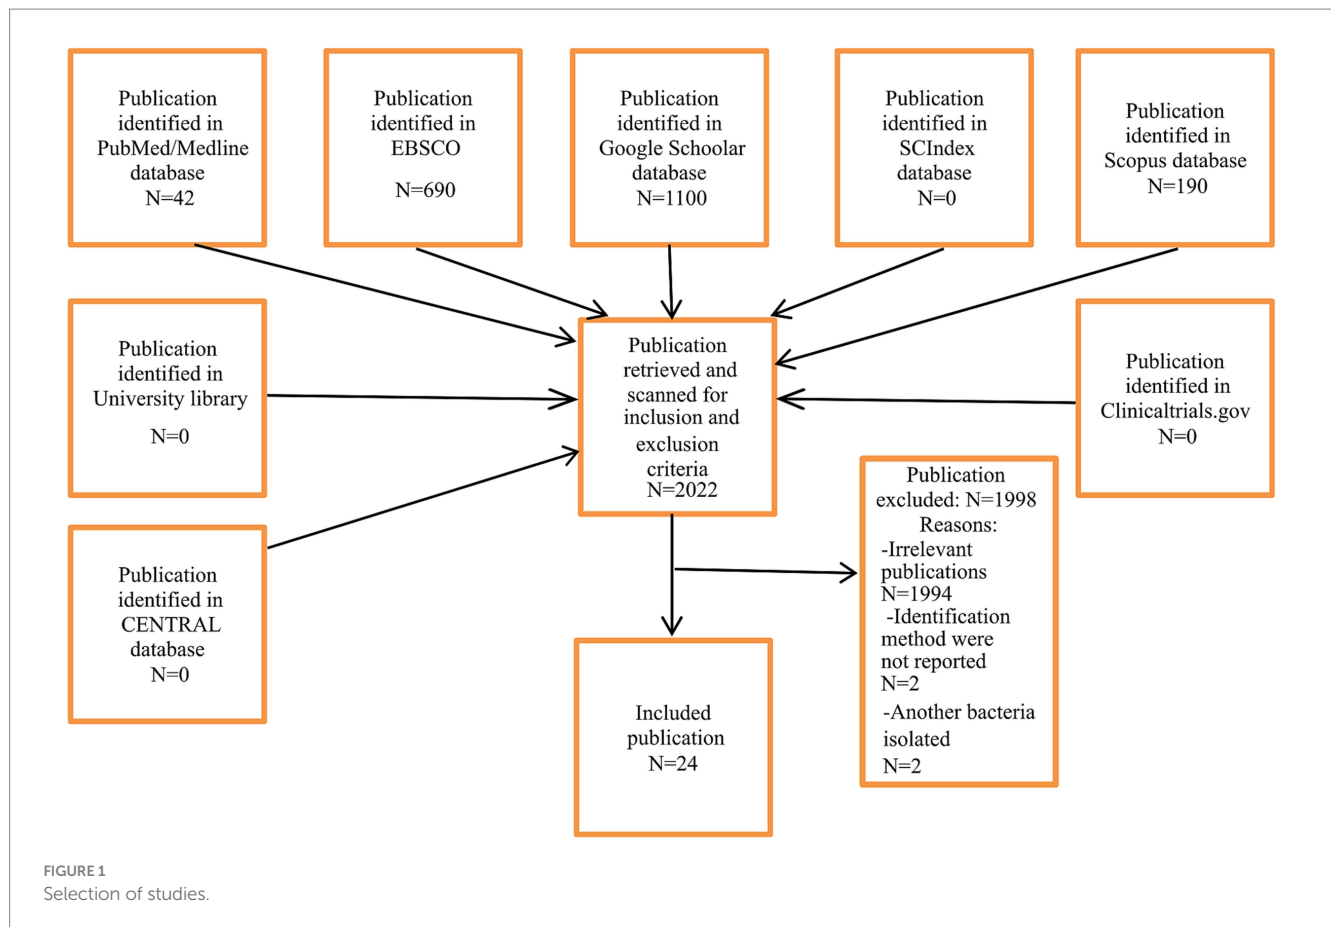 Publication
identified in
PubMed/Medline
database
N=42
Publication
identified in
EBSCO
N=690
Publication
identified in
Google Schoolar
database
N=1100
Publication
identified in
SCIndex
database
N=0
Publication
identified in
Scopus database
N=190
Publication
identified in
University library
N=0
Publication
retrieved and
scanned for
inclusion and
exclusion
criteria
N=2022
Publication
identified in
Clinicaltrials.gov
N=0
Publication
identified in
CENTRAL
database
N=0
Publication
excluded: N=1998
Reasons:
-Irrelevant
publications
N=1994
-Identification
method were
not reported
N=2
-Another bacteria
isolated
N=2
Included
publication
N=24
FIGURE 1
Selection of studies.